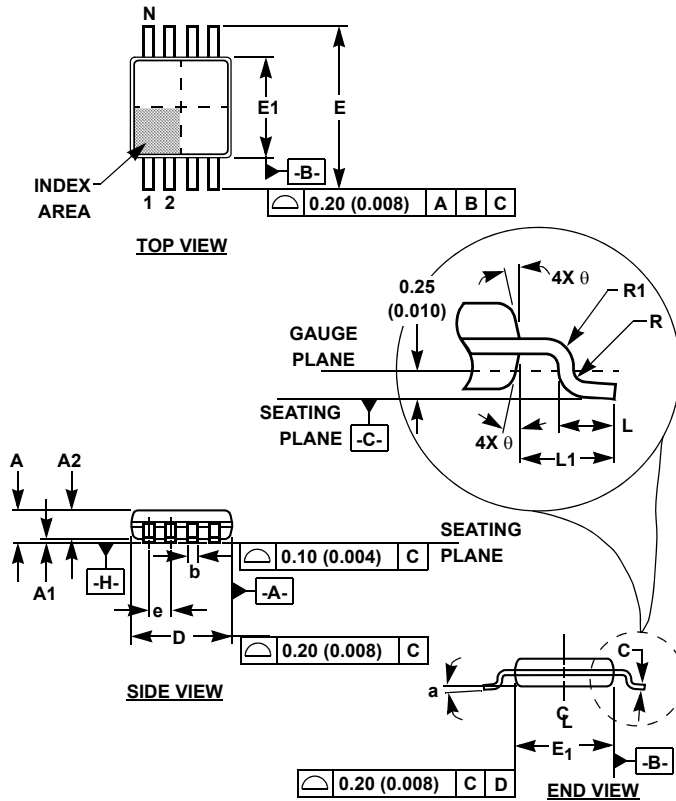 N
E1
E
-B-
INDEX
AREA
1 2
0.20 (0.008) A B C
TOP VIEW
0.25
(0.010)
4X θ
R1
R
GAUGE
PLANE
SEATING
PLANE
-C-
4X θ
L
L1
A A2
SEATING
PLANE
0.10 (0.004) C
A1
-H-
b
-A-
e
D
0.20 (0.008) C
SIDE VIEW
C
a
CL
E1
-B-
0.20 (0.008) C D
END VIEW